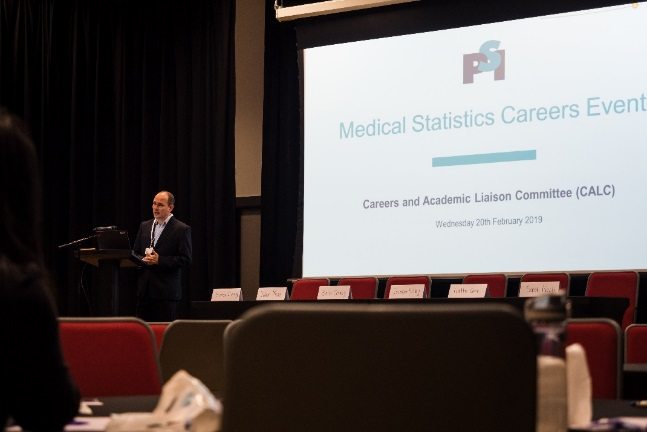 PSI
Medical Statistics Careers Event
Careers and Academic Liaison Committee (CALC)
Wednesday 20th February 2019